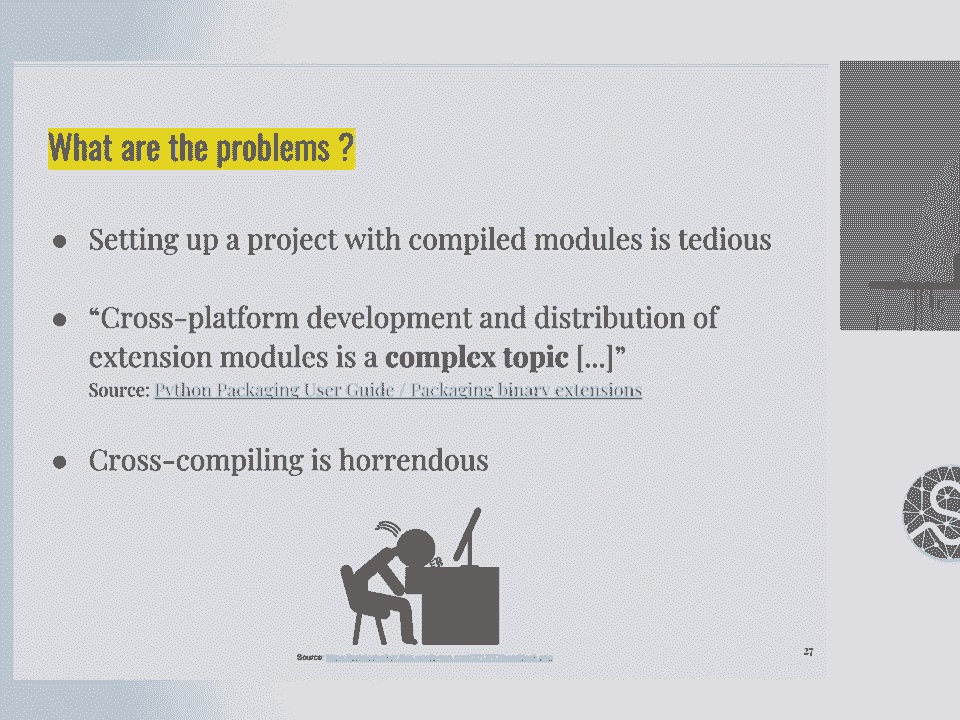 What are the problems ?
● Setting up a project with compiled modules is tedious
● “Cross-platform development and distribution of
extension modules is a complex topic [...]”
Source: Python Packaging User Guide / Packaging binary extensions
● Cross-compiling is horrendous
Source:
27